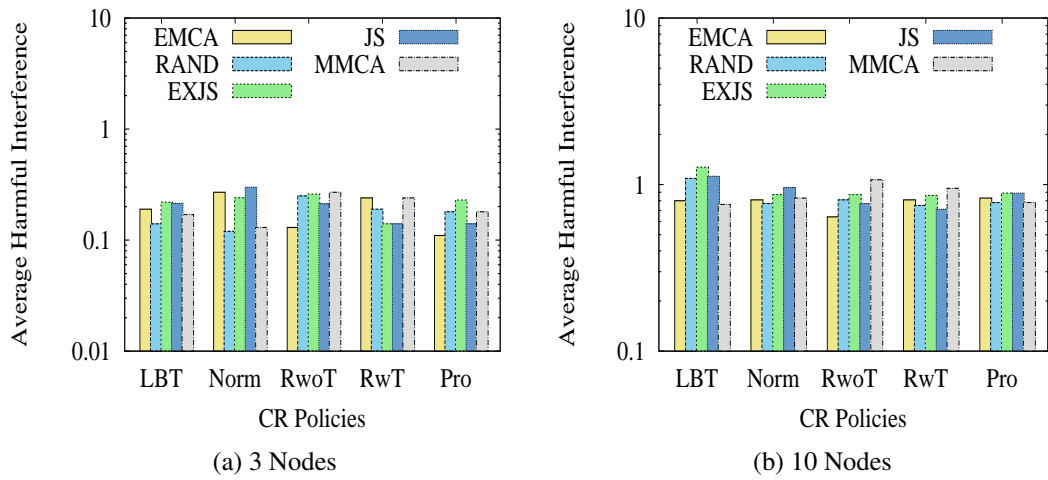 Average Harmful Interference
10
1
0.1
0.01
EMCA
RAND
EXJS
JS
MMCA
LBT Norm RwoT RwT Pro
CR Policies
(a) 3 Nodes
Average Harmful Interference
10
1
0.1
EMCA
RAND
EXJS
JS
MMCA
LBT Norm RwoT RwT Pro
CR Policies
(b) 10 Nodes